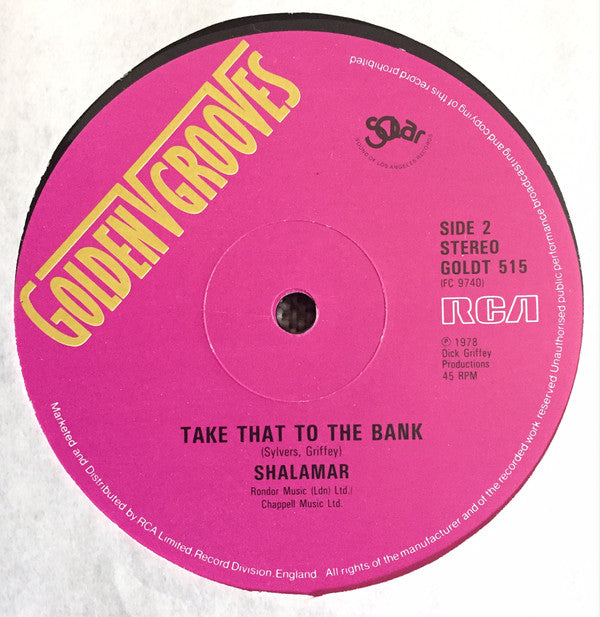 GOLDEN GROOVES
Solar
SOUND OF LOS ANGELES RECORDS
SIDE 2
STEREO
GOLDT 515
(FC 9740)
RCA
℗ 1978
Dick Griffey
Productions
45 RPM
TAKE THAT TO THE BANK
(Sylvers, Griffey)
SHALAMAR
Rondor Music (Ldn) Ltd./
Chappell Music Ltd.
Marketed and Distributed by RCA Limited, Record Division, England. All rights of the manufacturer and of the recorded work reserved Unauthorised public performance broadcasting and copying of this record prohibited